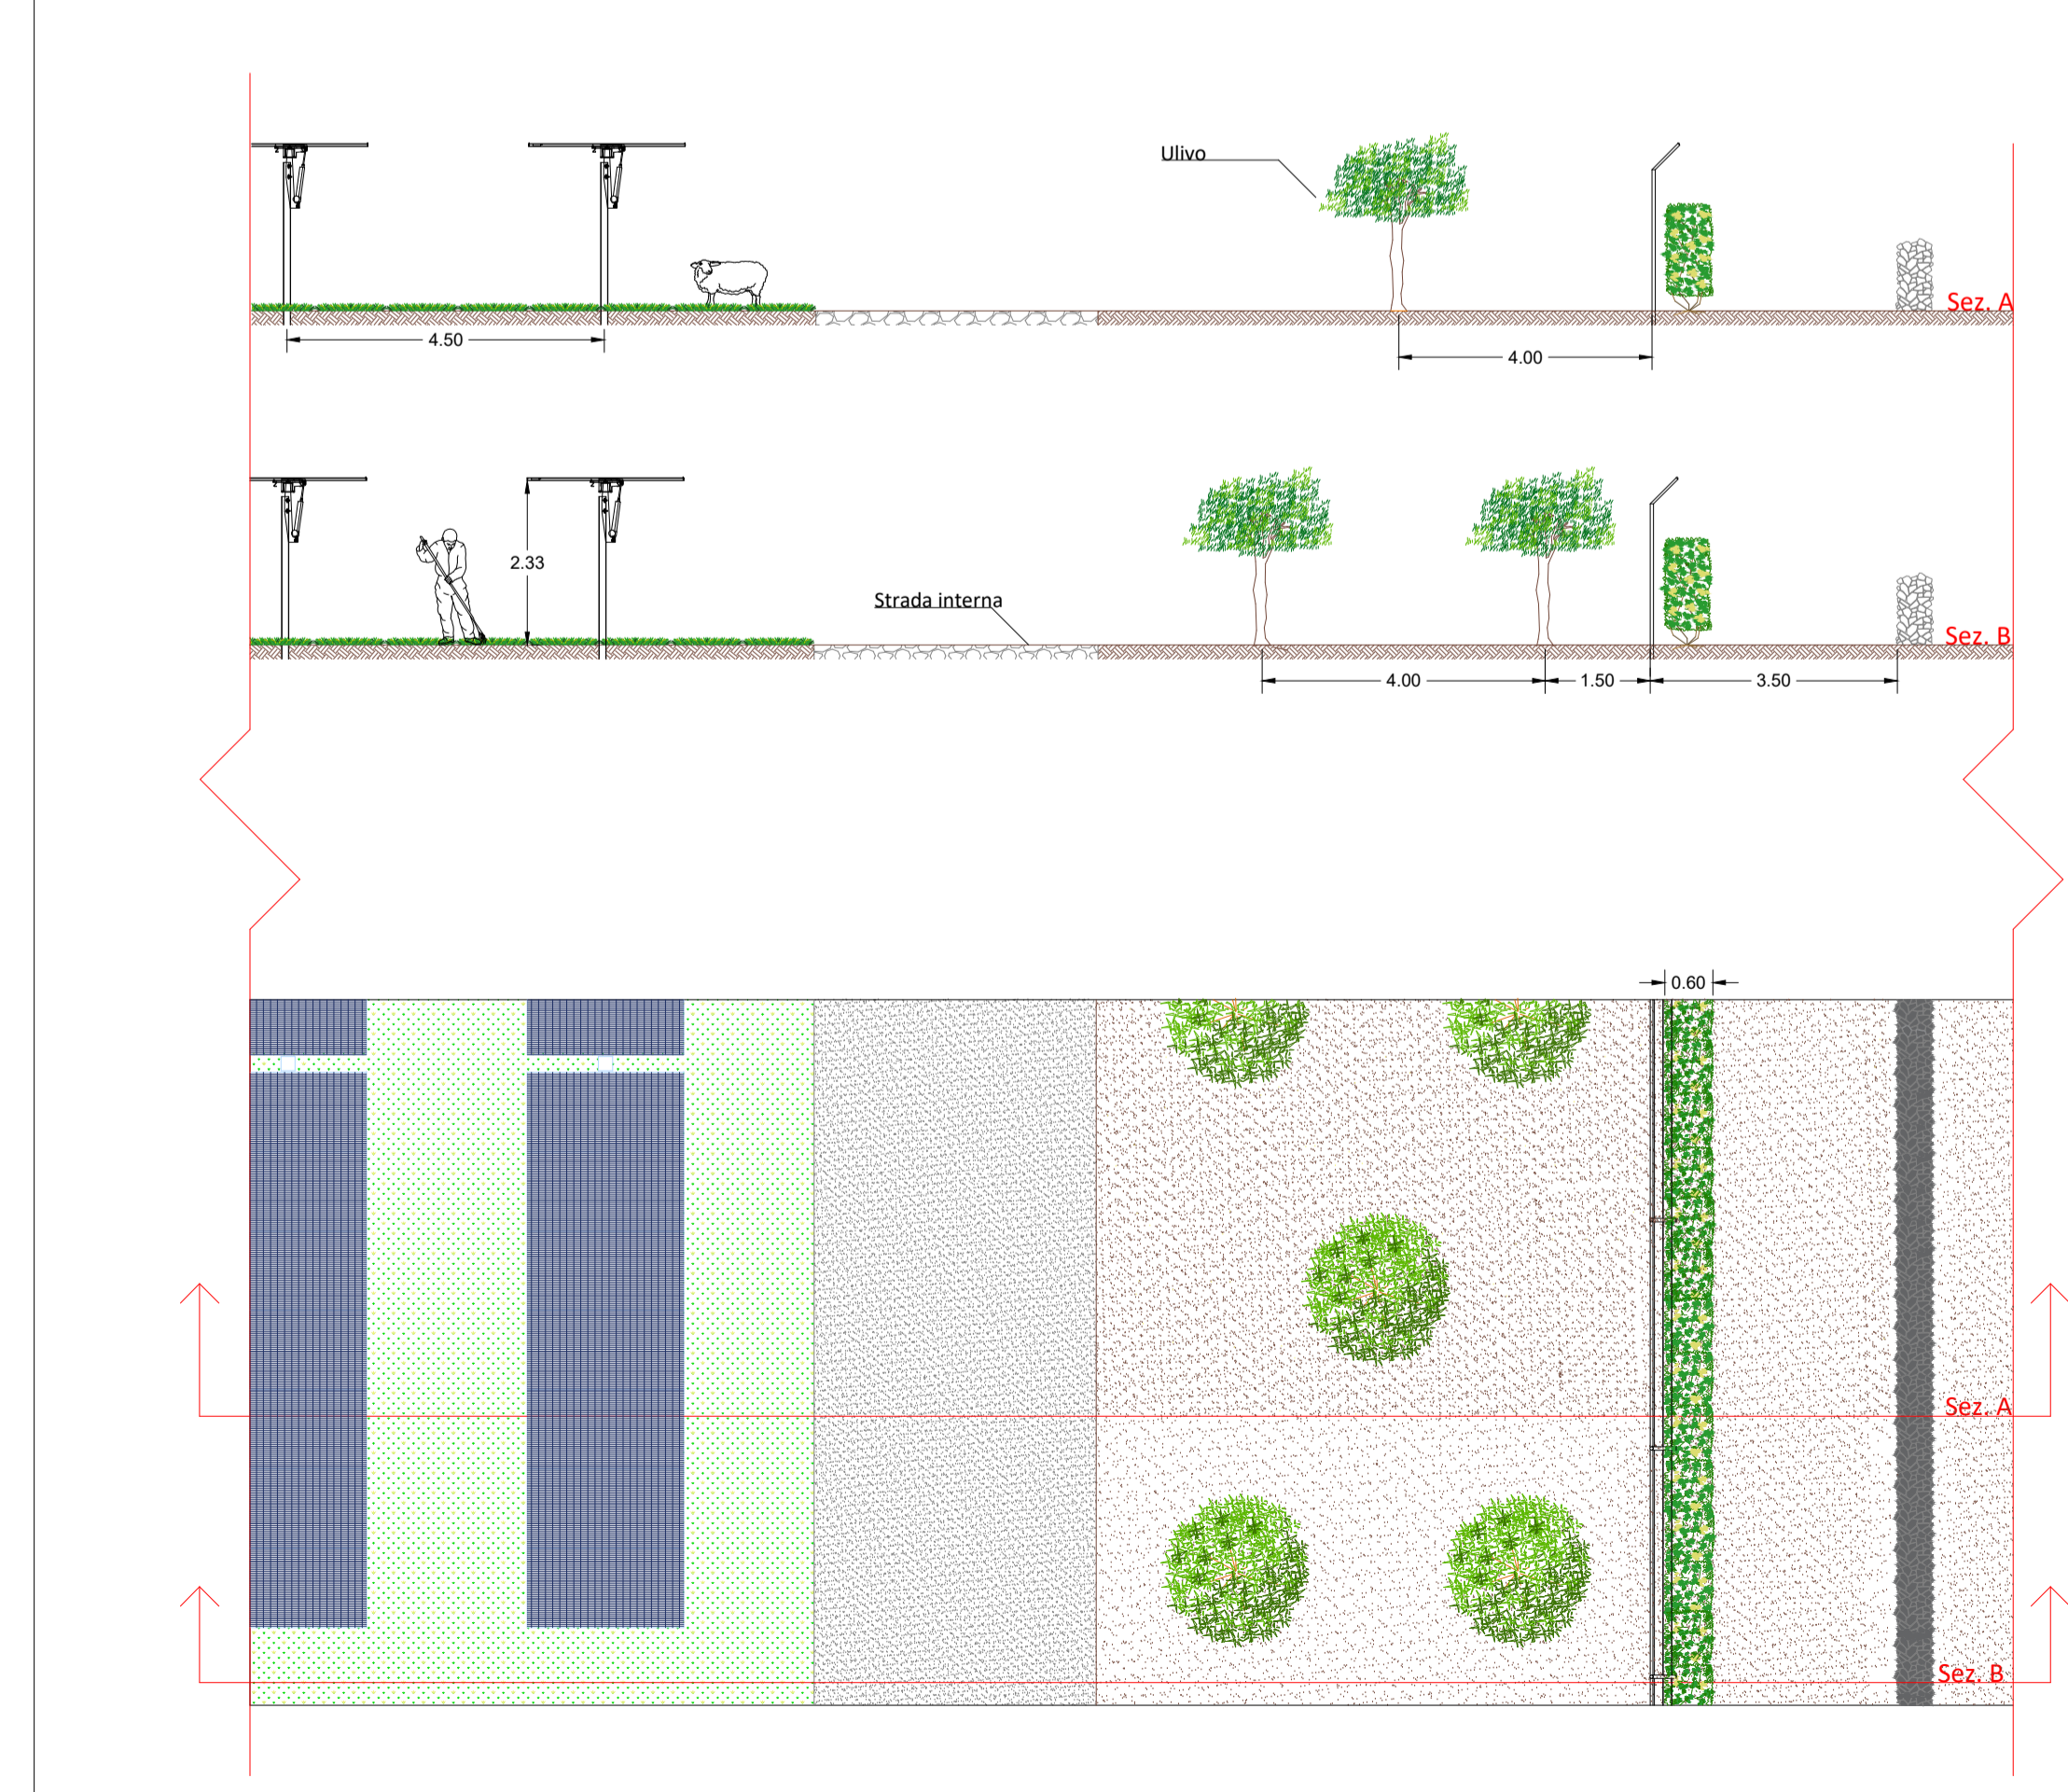 Ulivo
Sez. A
4.50
4.00
2.33
Strada interna
Sez. B
4.00
1.50
3.50
0.60
Sez. A
Sez. B